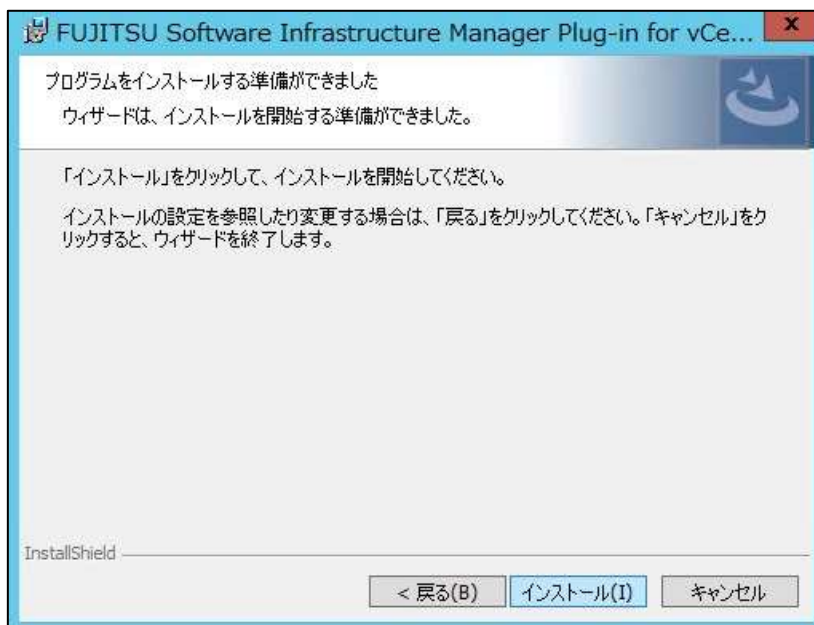 FUJITSU Software Infrastructure Manager Plug-in for vCe...
x
プログラムをインストールする準備ができました
ウィザードは、インストールを開始する準備ができました。
「インストール」をクリックして、インストールを開始してください。
インストールの設定を参照したり変更する場合は、「戻る」をクリックしてください。「キャンセル」をク
リックすると、ウィザードを終了します。
InstallShield
< 戻る(B)
インストール(I)
キャンセル